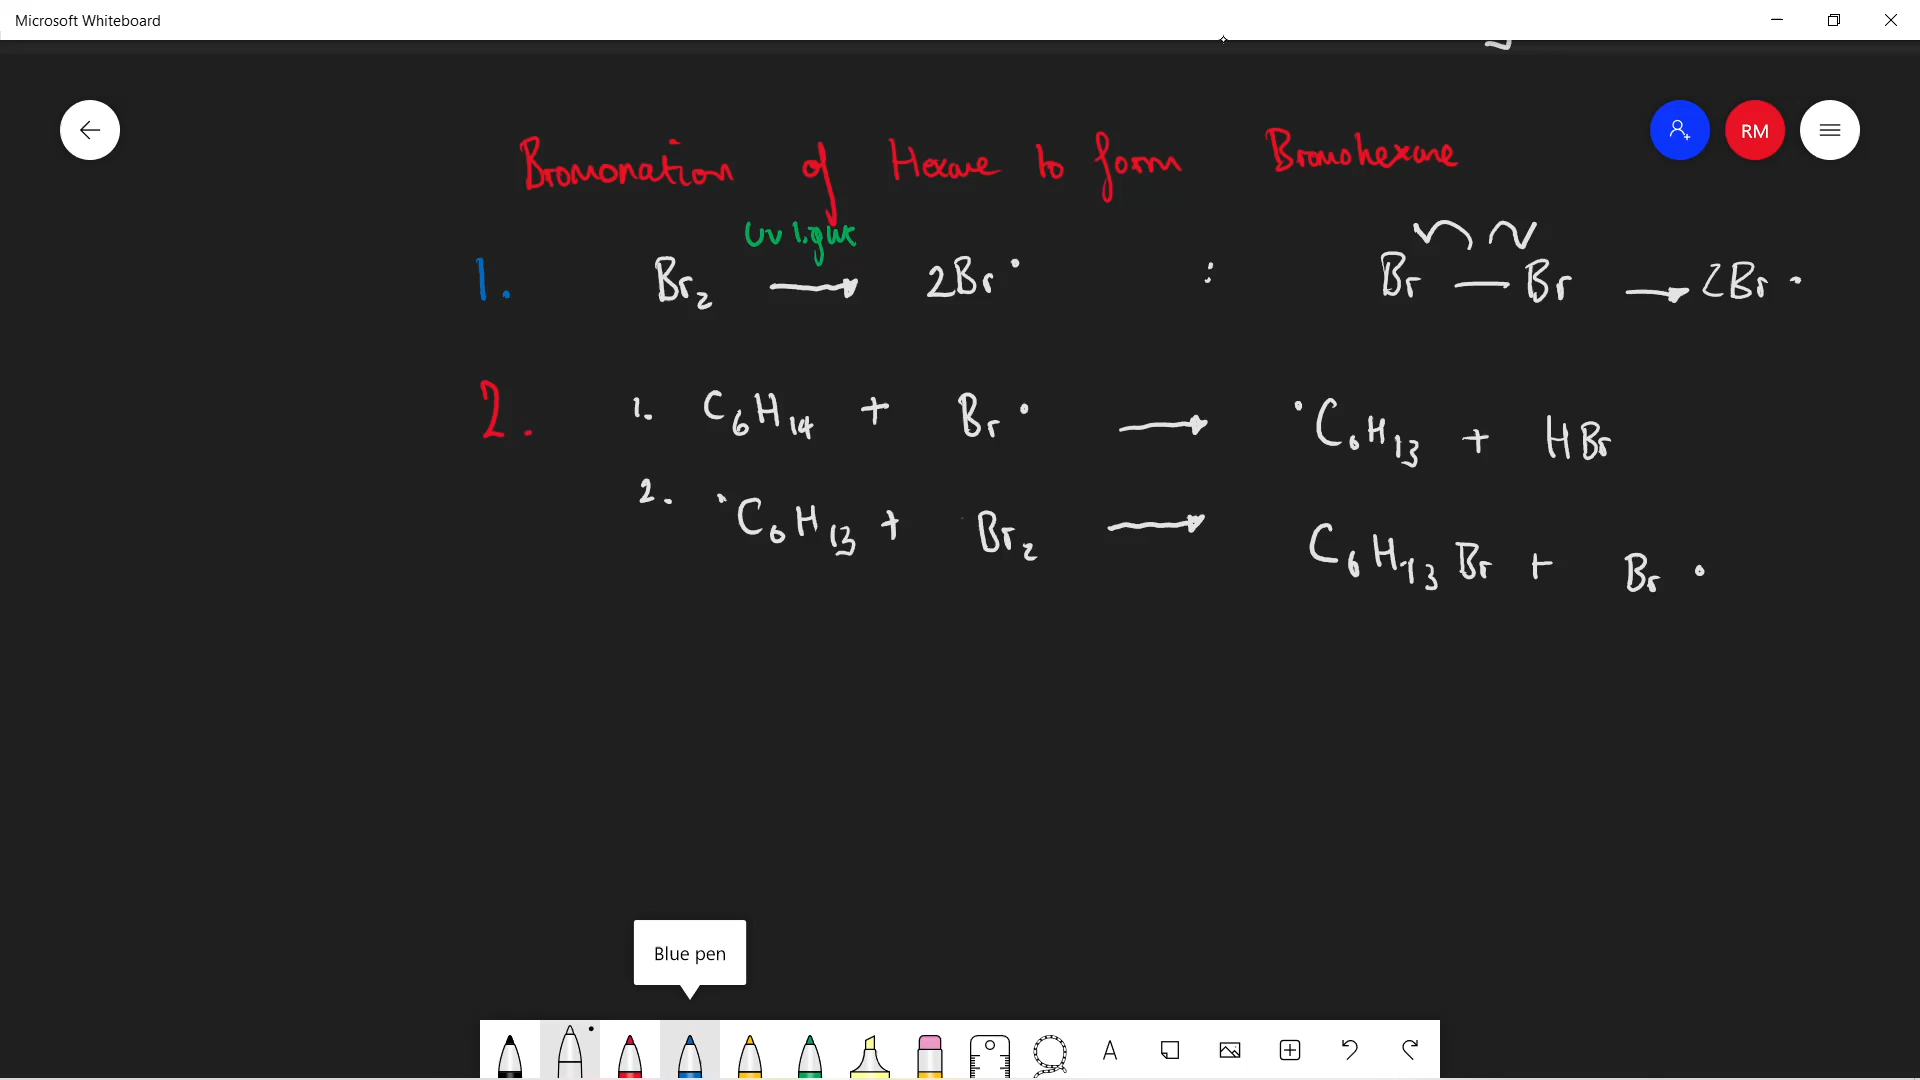 Microsoft Whiteboard
RM
Bromonation of Hexane to form Bromohexane
UV light
1. Br₂ → 2Br• : Br — Br → 2Br•
2. 1. C₆H₁₄ + Br• → •C₆H₁₃ + HBr
2. •C₆H₁₃ + Br₂ → C₆H₁₃Br + Br•
Blue pen
A